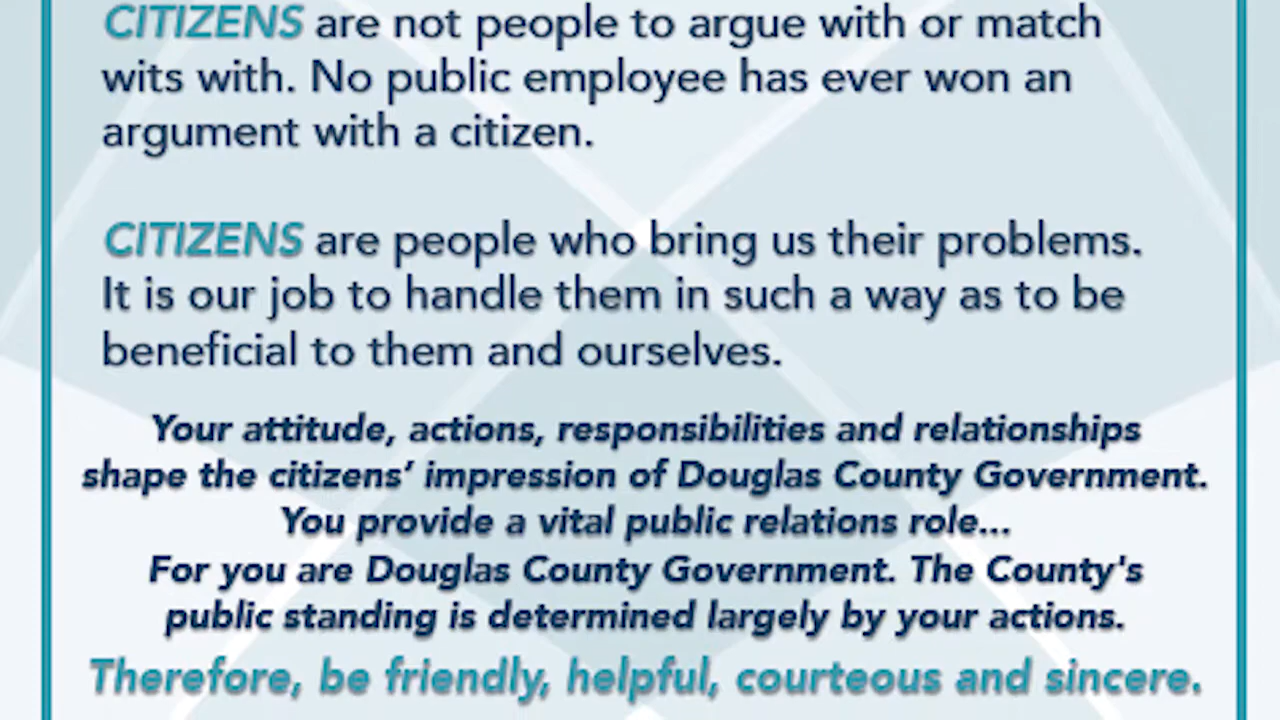 CITIZENS are not people to argue with or match
wits with. No public employee has ever won an
argument with a citizen.
CITIZENS are people who bring us their problems.
It is our job to handle them in such a way as to be
beneficial to them and ourselves.
Your attitude, actions, responsibilities and relationships
shape the citizens’ impression of Douglas County Government.
You provide a vital public relations role...
For you are Douglas County Government. The County's
public standing is determined largely by your actions.
Therefore, be friendly, helpful, courteous and sincere.